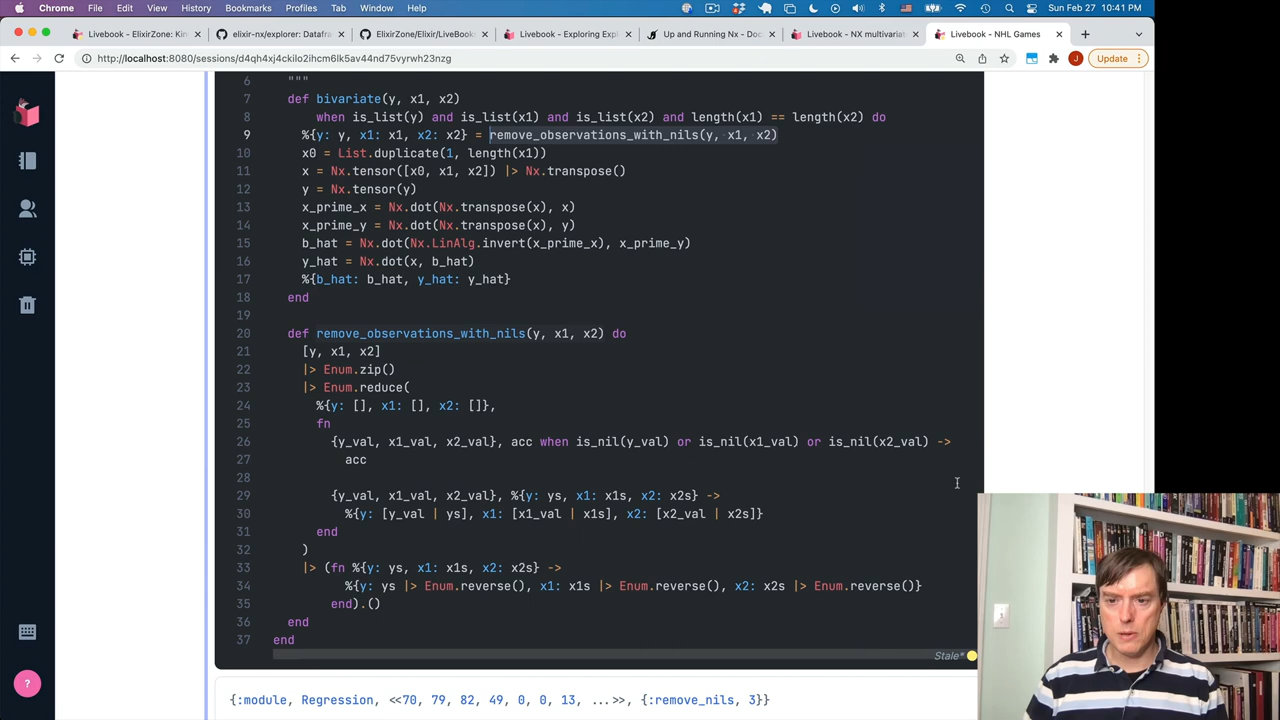 Chrome File Edit View History Bookmarks Profiles Tab Window Help Sun Feb 27 10:41 PM
Livebook - ElixirZone: Kin
elixir-nx/explorer: Datafra
ElixirZone/Elixir/LiveBook
Livebook - Exploring Expl
Up and Running Nx - Doc
Livebook - NX multivariat
Livebook - NHL Games
http://localhost:8080/sessions/d4qh4xj4ckilo2ihcm6lk5av44nd75vyrwh23tzg
J
Update
6 """
7 def bivariate(y, x1, x2)
8 when is_list(y) and is_list(x1) and is_list(x2) and length(x1) == length(x2) do
9 %{y: y, x1: x1, x2: x2} = remove_observations_with_nils(y, x1, x2)
10 x0 = List.duplicate(1, length(x1))
11 x = Nx.tensor([x0, x1, x2]) |> Nx.transpose()
12 y = Nx.tensor(y)
13 x_prime_x = Nx.dot(Nx.transpose(x), x)
14 x_prime_y = Nx.dot(Nx.transpose(x), y)
15 b_hat = Nx.dot(Nx.LinAlg.invert(x_prime_x), x_prime_y)
16 y_hat = Nx.dot(x, b_hat)
17 %{b_hat: b_hat, y_hat: y_hat}
18 end
19
20 def remove_observations_with_nils(y, x1, x2) do
21 [y, x1, x2]
22 |> Enum.zip()
23 |> Enum.reduce(
24 %{y: [], x1: [], x2: []},
25 fn
26 {y_val, x1_val, x2_val}, acc when is_nil(y_val) or is_nil(x1_val) or is_nil(x2_val) ->
27 acc
28
29 {y_val, x1_val, x2_val}, %{y: ys, x1: x1s, x2: x2s} ->
30 %{y: [y_val | ys], x1: [x1_val | x1s], x2: [x2_val | x2s]}
31 end
32 )
33 |> (fn %{y: ys, x1: x1s, x2: x2s} ->
34 %{y: ys |> Enum.reverse(), x1: x1s |> Enum.reverse(), x2: x2s |> Enum.reverse()}
35 end).()
36 end
37 end
Stale*
{:module, Regression, <<70, 79, 82, 49, 0, 0, 13, ...>>, {:remove_nils, 3}}